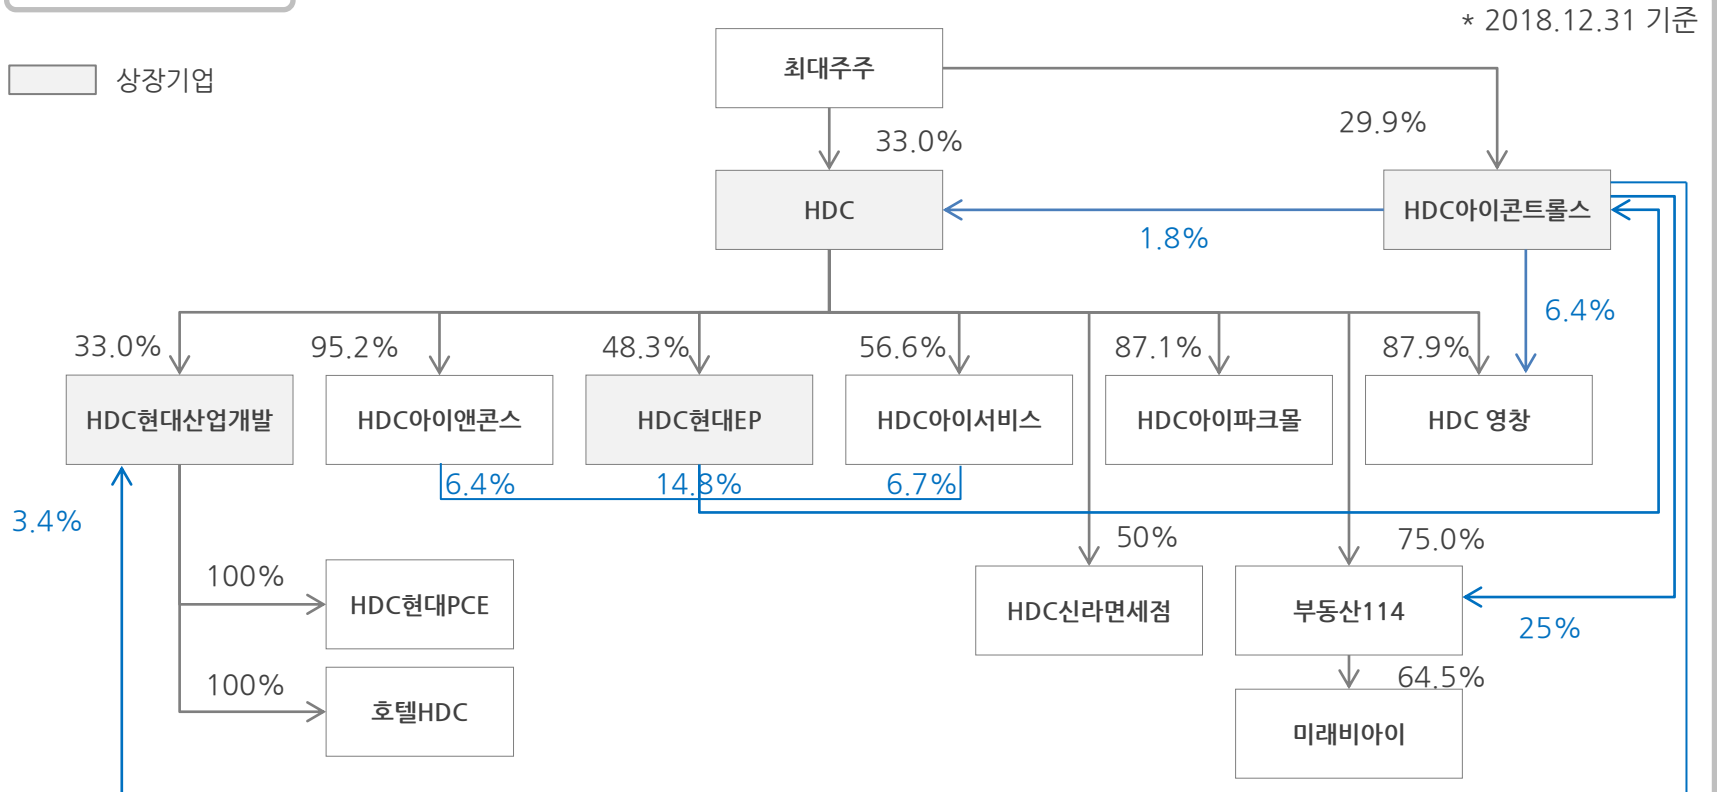 * 2018.12.31 기준
상장기업
최대주주
33.0%
29.9%
HDC
HDC아이콘트롤스
1.8%
6.4%
33.0%
95.2%
48.3%
56.6%
87.1%
87.9%
HDC현대산업개발
HDC아이앤콘스
HDC현대EP
HDC아이서비스
HDC아이파크몰
HDC 영창
6.4%
14.8%
6.7%
3.4%
50%
75.0%
100%
HDC현대PCE
HDC신라면세점
부동산114
25%
64.5%
100%
호텔HDC
미래비아이